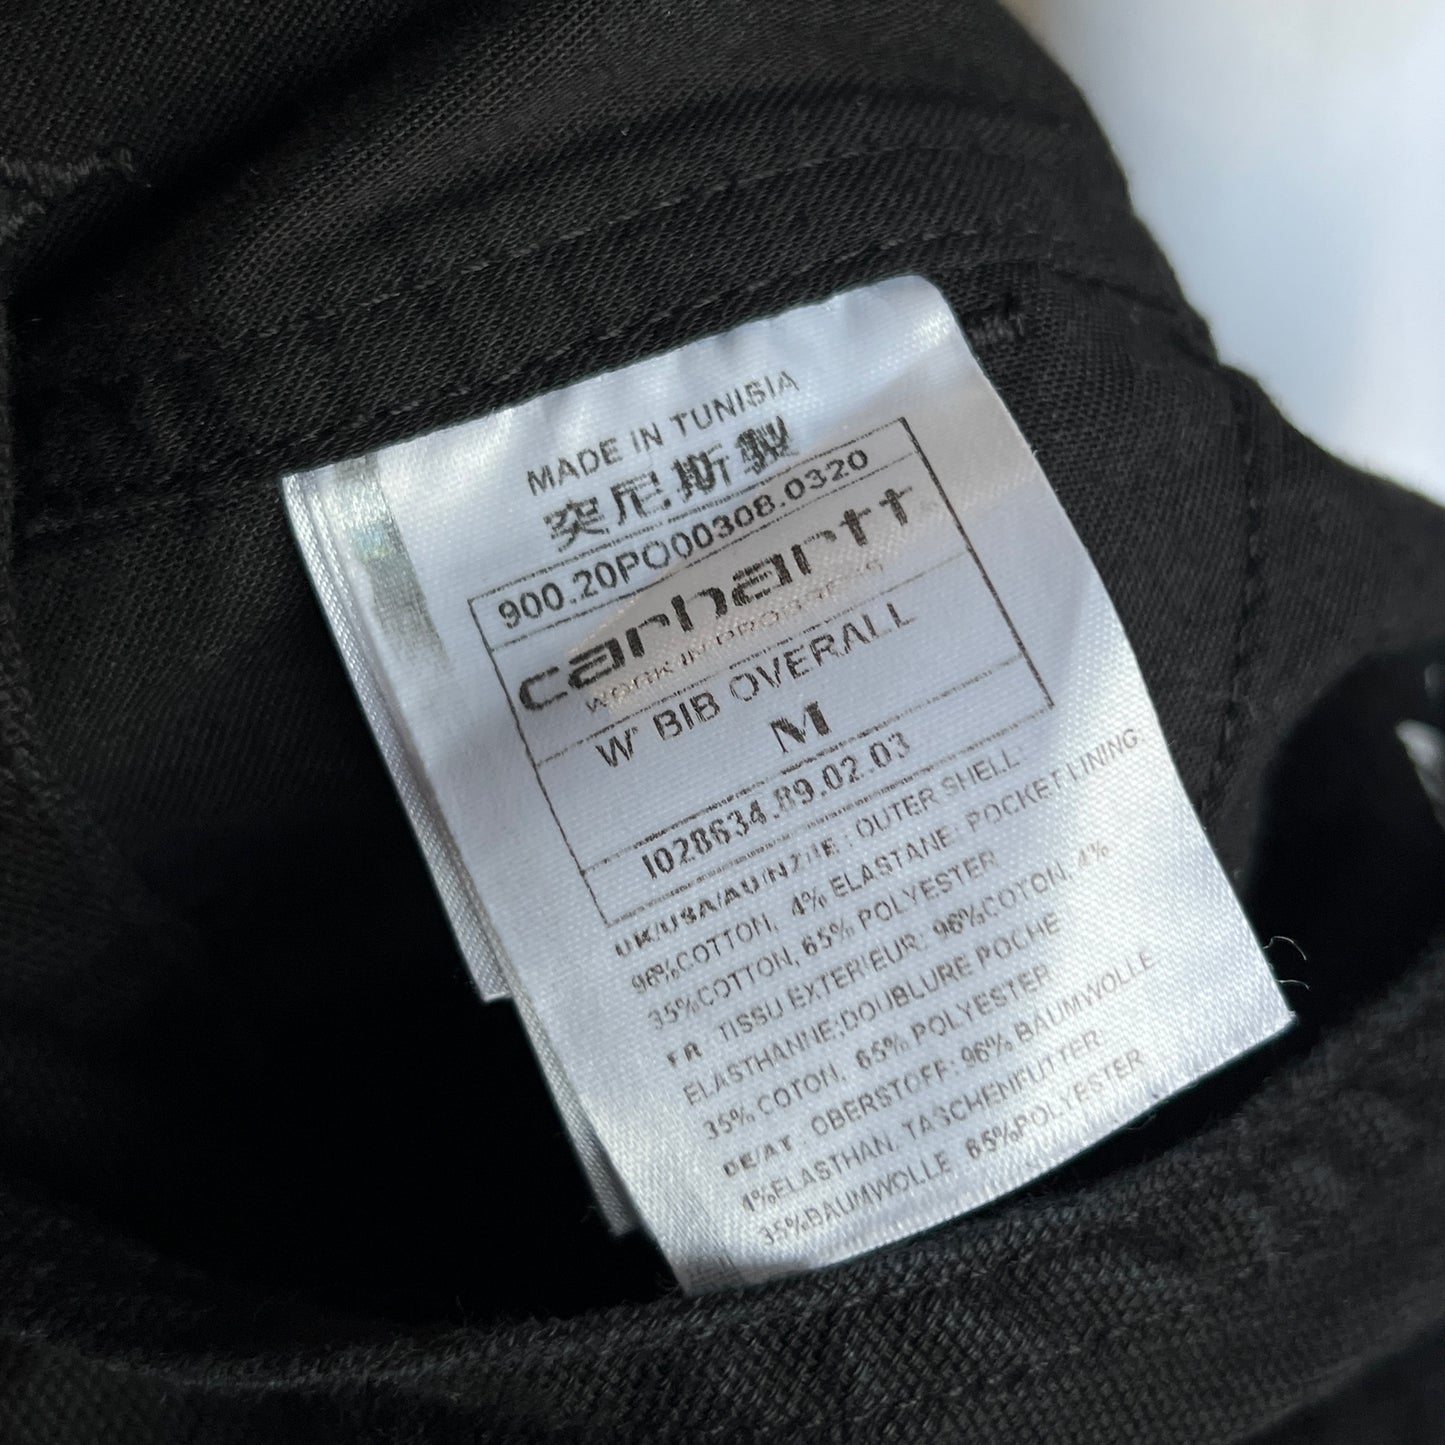 MADE IN TUNISIA
突尼斯製
900.20PO00308.0320
carhartt
WORK IN PROGRESS
W' BIB OVERALL
M
I028634.89.02.03
UK/USA/AU/NZ/IE : OUTER SHELL:
96%COTTON, 4% ELASTANE; POCKET LINING:
35%COTTON, 65% POLYESTER
FR : TISSU EXTERIEUR: 96%COTON, 4%
ELASTHANNE;DOUBLURE POCHE
35% COTON, 65% POLYESTER
DE/AT : OBERSTOFF: 96% BAUMWOLLE
4%ELASTHAN, TASCHENFUTTER
35%BAUMWOLLE, 65%POLYESTER